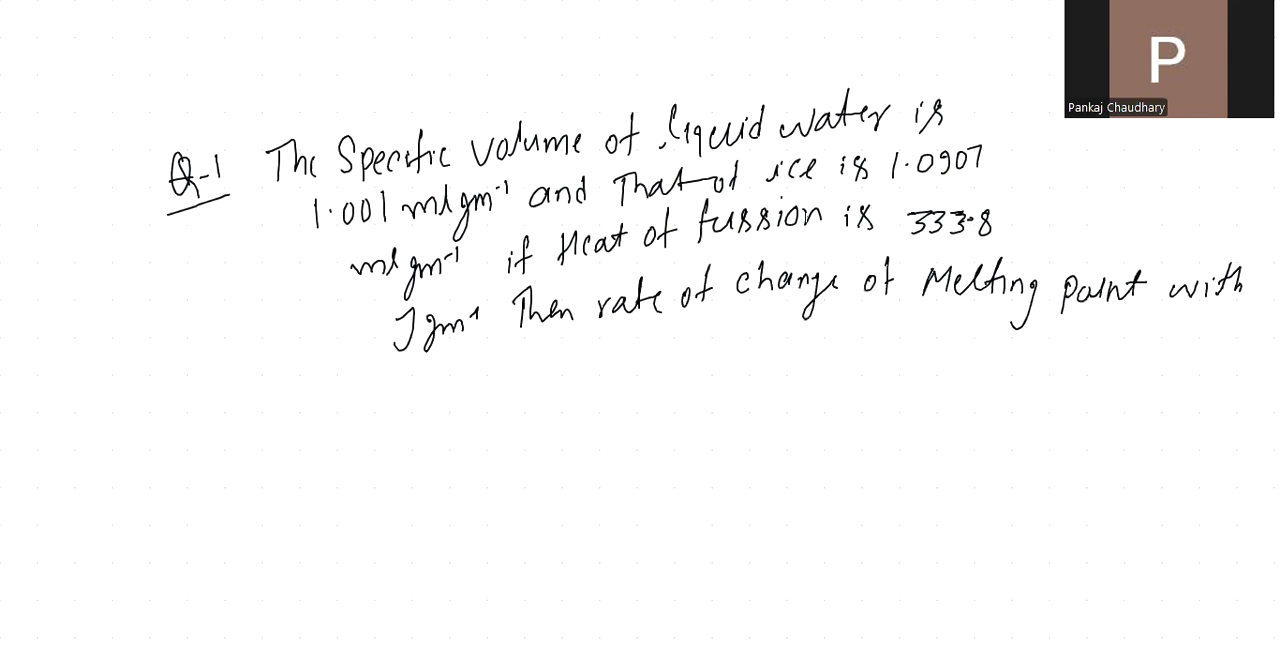 P
Pankaj Chaudhary
Q-1 The Specific volume of liquid water is
1.001 ml gm⁻¹ and That of ice is 1.0907
ml gm⁻¹ if Heat of fussion is 333.8
J gm⁻¹ Then rate of change of Melting point with